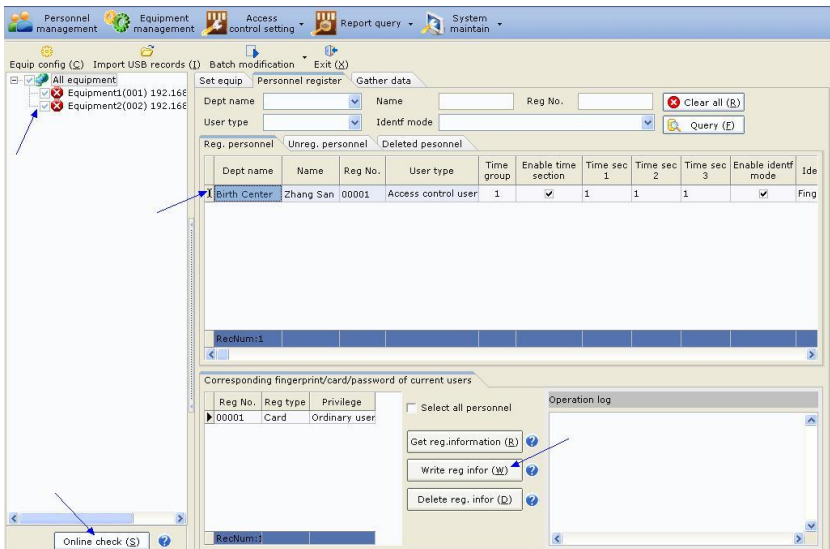 Personnel management
Equipment management
Access control setting
Report query
System maintain
Equip config (C) Import USB records (I) Batch modification Exit (X)
All equipment
Equipment1(001) 192.168
Equipment2(002) 192.168
Online check (S)
Set equip Personnel register Gather data
Dept name Name Reg No. Clear all (R)
User type Identf mode Query (F)
Reg. personnel Unreg. personnel Deleted pesonnel
Dept name Name Reg No. User type Time group Enable time section Time sec 1 Time sec 2 Time sec 3 Enable identf mode Ide
Birth Center Zhang San 00001 Access control user 1 1 1 1 Fing
RecNum:1
Corresponding fingerprint/card/password of current users
Reg No. Reg type Privilege
00001 Card Ordinary user
RecNum:1
Select all personnel
Get reg.information (R)
Write reg infor (W)
Delete reg. infor (D)
Operation log